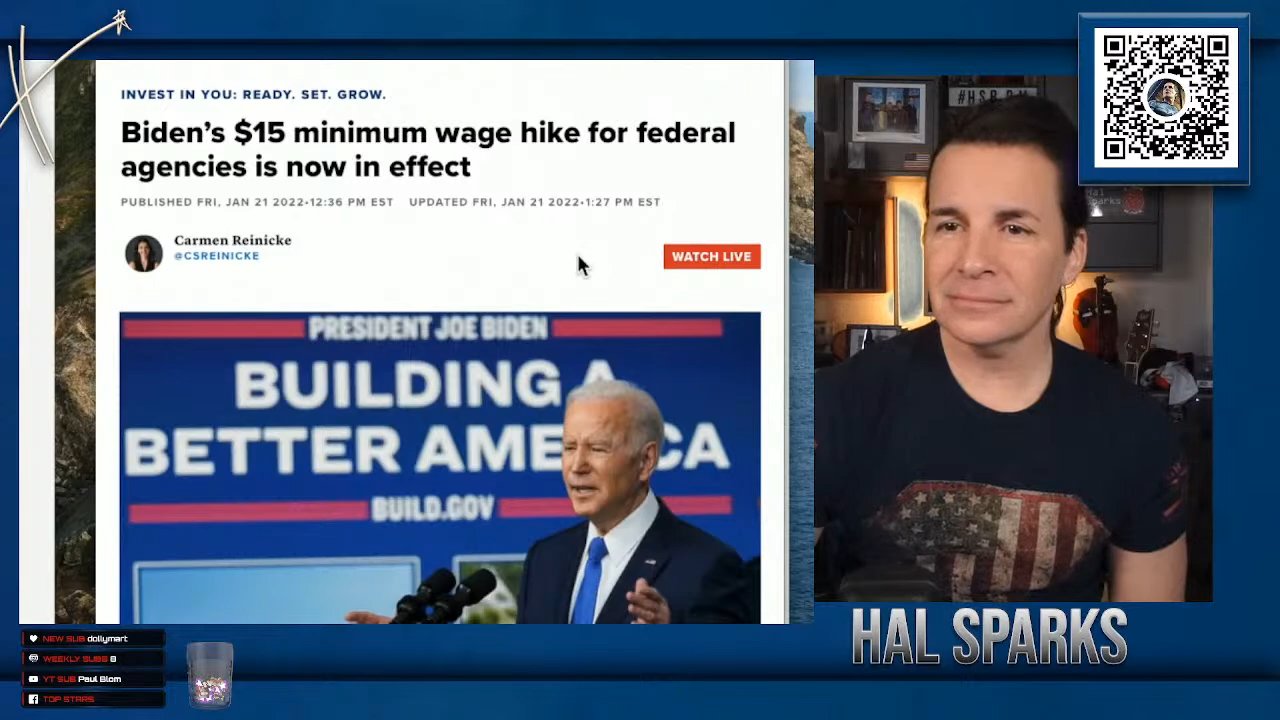 INVEST IN YOU: READY. SET. GROW.
Biden's $15 minimum wage hike for federal
agencies is now in effect
PUBLISHED FRI, JAN 21 2022•12:36 PM EST UPDATED FRI, JAN 21 2022•1:27 PM EST
Carmen Reinicke
@CSREINICKE
WATCH LIVE
PRESIDENT JOE BIDEN
BUILDING A
BETTER AME CA
BUILD.GOV
Hal
Sparks
HAL SPARKS
NEW SUB dollymart
WEEKLY SUBS 8
YT SUB Paul Blom
TOP STARS